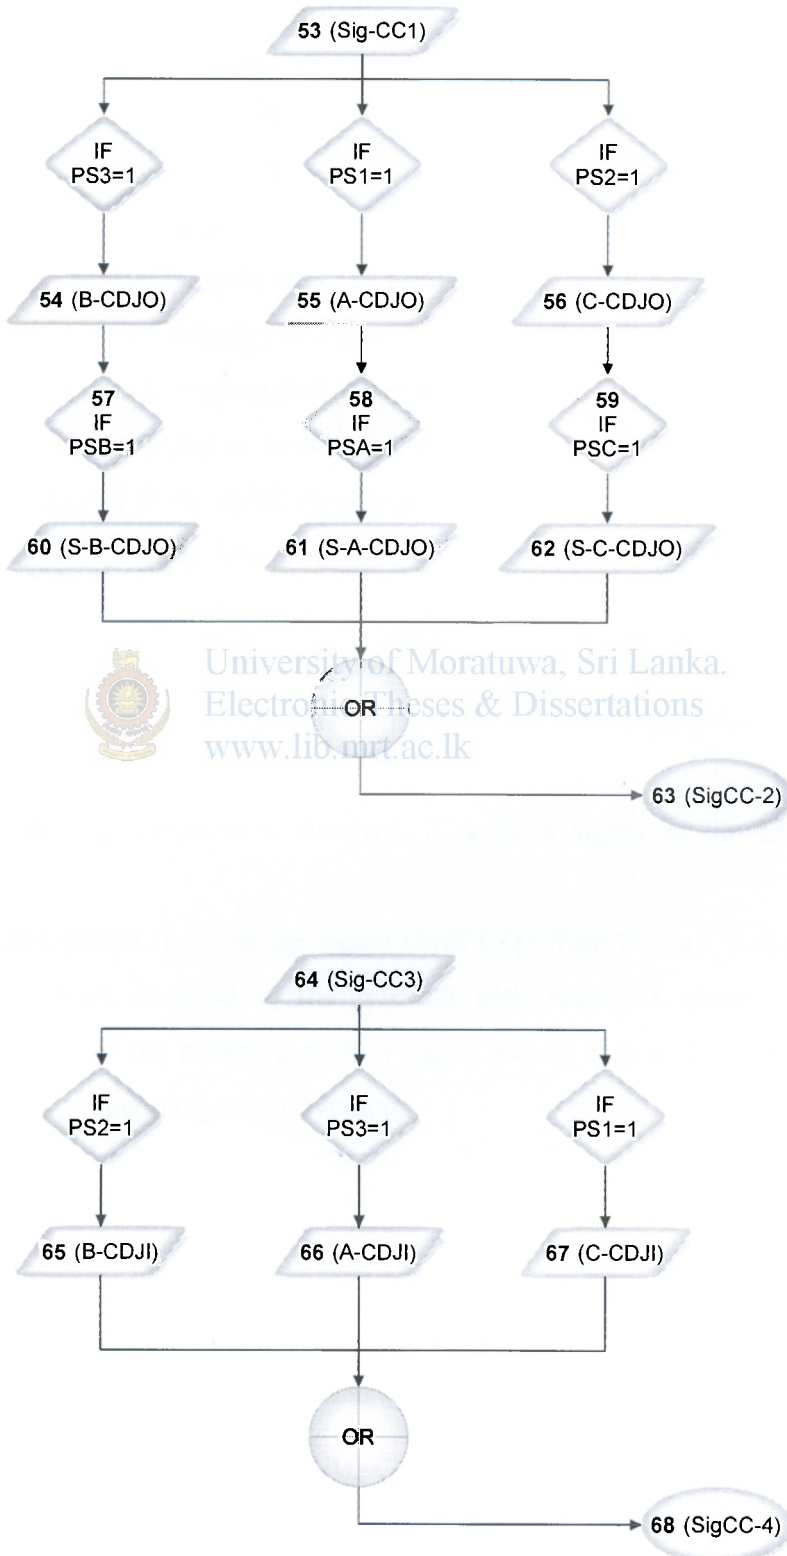 53 (Sig-CC1)
IF
PS3=1
IF
PS1=1
IF
PS2=1
54 (B-CDJO)
55 (A-CDJO)
56 (C-CDJO)
57
IF
PSB=1
58
IF
PSA=1
59
IF
PSC=1
60 (S-B-CDJO)
61 (S-A-CDJO)
62 (S-C-CDJO)
University of Moratuwa, Sri Lanka.
Electronic Theses & Dissertations
www.lib.mrt.ac.lk
OR
63 (SigCC-2)
64 (Sig-CC3)
IF
PS2=1
IF
PS3=1
IF
PS1=1
65 (B-CDJI)
66 (A-CDJI)
67 (C-CDJI)
OR
68 (SigCC-4)